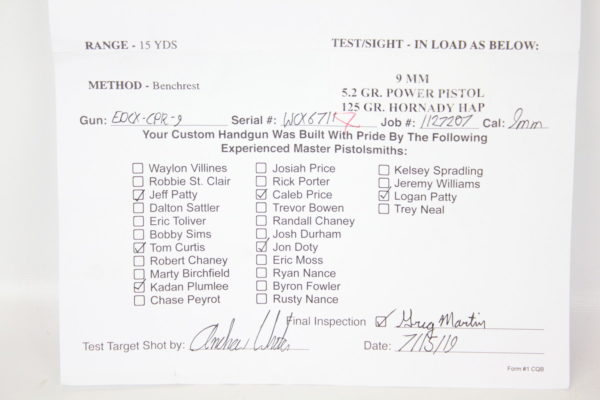 RANGE - 15 YDS
TEST/SIGHT - IN LOAD AS BELOW:
METHOD - Benchrest
9 MM
5.2 GR. POWER PISTOL
125 GR. HORNADY HAP
Gun: EDCX-CPR-9 Serial #: Job #: 1127207 Cal: 9mm
Your Custom Handgun Was Built With Pride By The Following
Experienced Master Pistolsmiths:
Waylon Villines
Robbie St. Clair
Jeff Patty
Dalton Sattler
Eric Toliver
Bobby Sims
Tom Curtis
Robert Chaney
Marty Birchfield
Kadan Plumlee
Chase Peyrot
Josiah Price
Rick Porter
Caleb Price
Trevor Bowen
Randall Chaney
Josh Durham
Jon Doty
Eric Moss
Ryan Nance
Byron Fowler
Rusty Nance
Kelsey Spradling
Jeremy Williams
Logan Patty
Trey Neal
Final Inspection Greg Martin
Test Target Shot by: Andrew Date: 7/15/19
Form #1 CQB